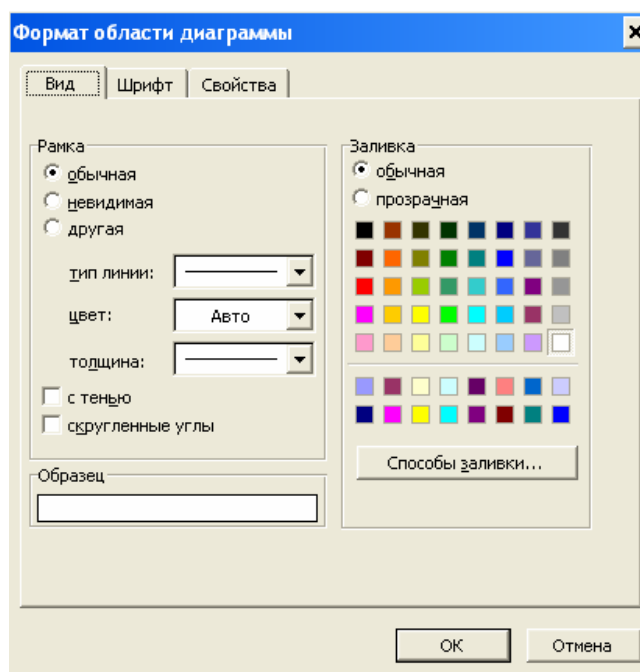 Формат области диаграммы
Вид Шрифт Свойства
Рамка
обычная
невидимая
другая
тип линии:
цвет: Авто
толщина:
с тенью
скругленные углы
Образец
Заливка
обычная
прозрачная
Способы заливки...
OK Отмена